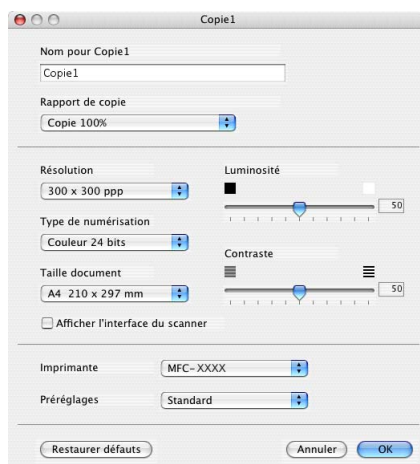 Copie1
Nom pour Copie1
Copie1
Rapport de copie
Copie 100%
Résolution
300 x 300 ppp
Type de numérisation
Couleur 24 bits
Taille document
A4 210 x 297 mm
Afficher l'interface du scanner
Luminosité
50
Contraste
50
Imprimante
MFC-XXXX
Préréglages
Standard
Restaurer défauts
Annuler
OK